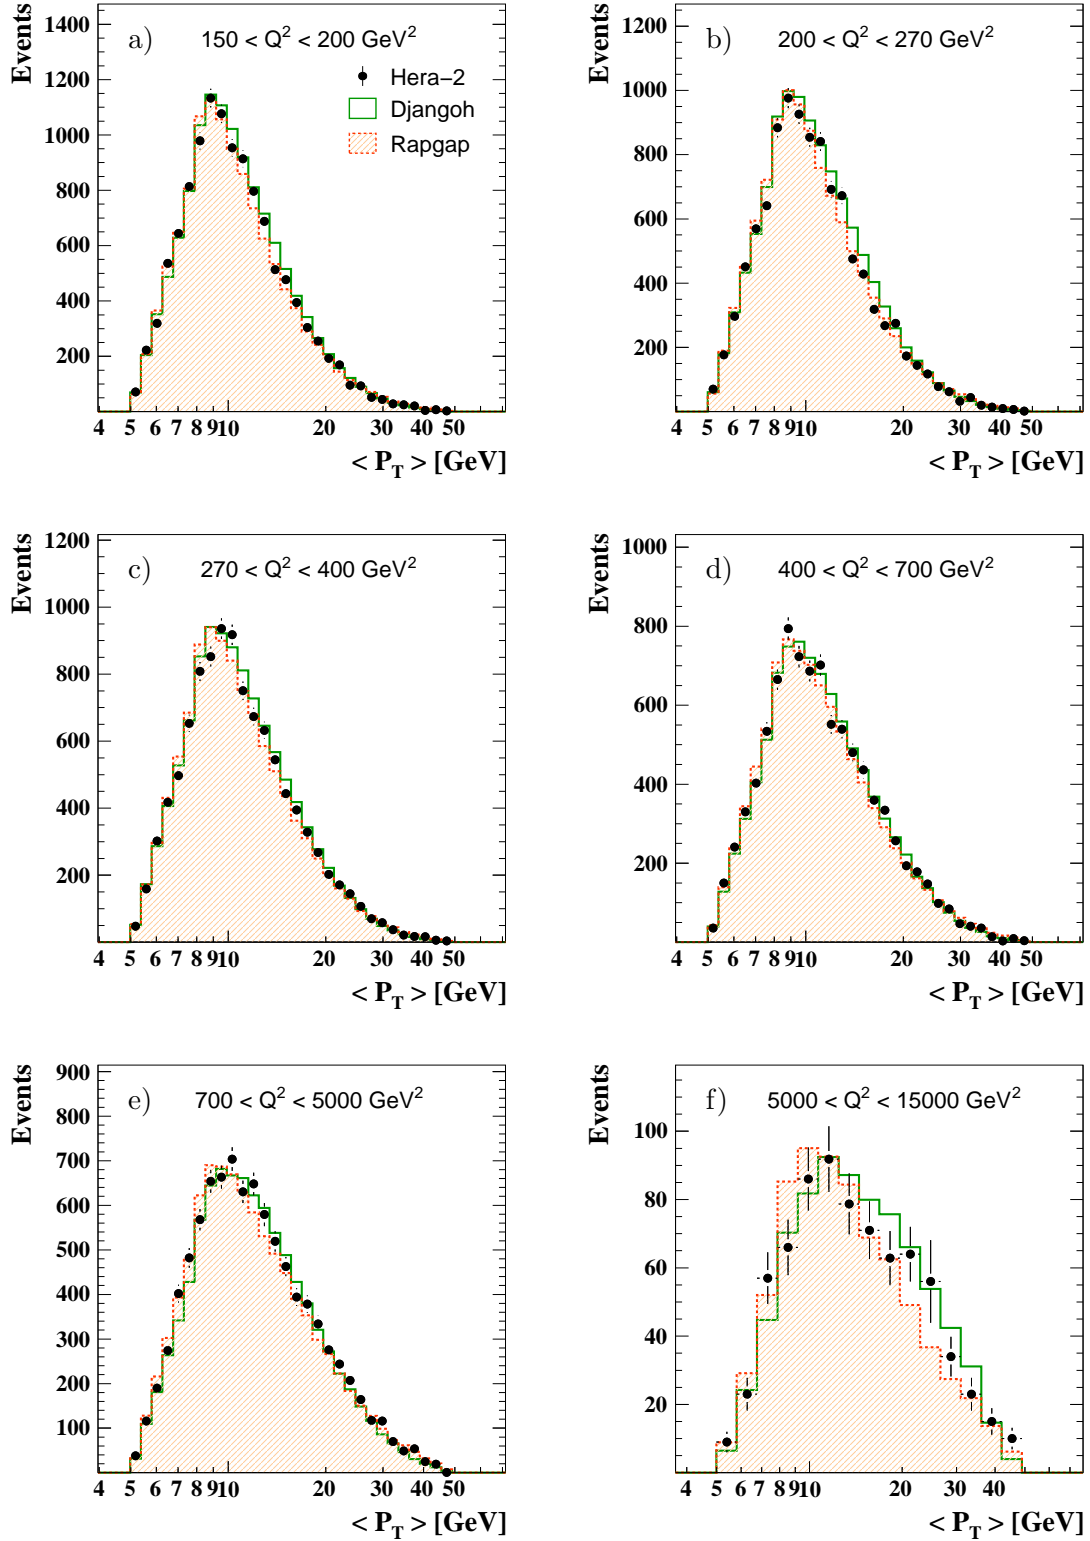 Events
a) 150 < Q² < 200 GeV²
Hera−2
Djangoh
Rapgap
1400
1200
1000
800
600
400
200
4 5 6 7 8 910 20 30 40 50
< P_T > [GeV]
Events
b) 200 < Q² < 270 GeV²
1200
1000
800
600
400
200
4 5 6 7 8 910 20 30 40 50
< P_T > [GeV]
Events
c) 270 < Q² < 400 GeV²
1200
1000
800
600
400
200
4 5 6 7 8 910 20 30 40 50
< P_T > [GeV]
Events
d) 400 < Q² < 700 GeV²
1000
800
600
400
200
4 5 6 7 8 910 20 30 40 50
< P_T > [GeV]
Events
e) 700 < Q² < 5000 GeV²
900
800
700
600
500
400
300
200
100
4 5 6 7 8 910 20 30 40 50
< P_T > [GeV]
Events
f) 5000 < Q² < 15000 GeV²
100
80
60
40
20
4 5 6 7 8 910 20 30 40
< P_T > [GeV]